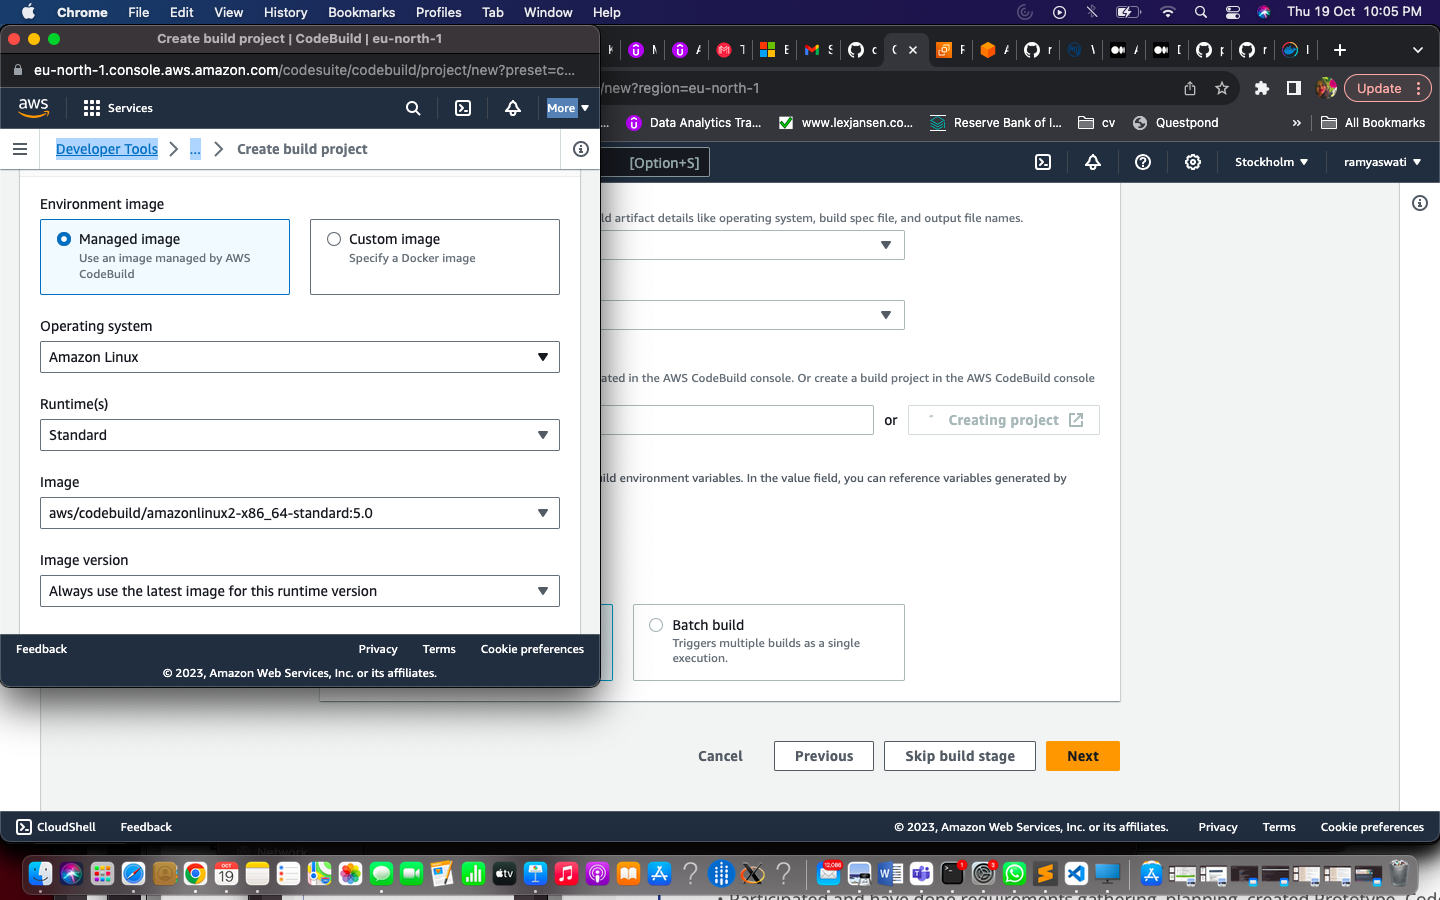 Chrome File Edit View History Bookmarks Profiles Tab Window Help Thu 19 Oct 10:05 PM
Create build project | CodeBuild | eu-north-1
eu-north-1.console.aws.amazon.com/codesuite/codebuild/project/new?preset=c...
/new?region=eu-north-1
Update
aws Services More
Data Analytics Tra... www.lexjansen.co... Reserve Bank of I... cv Questpond » All Bookmarks
Developer Tools ... Create build project
[Option+S] Stockholm ramyaswati
Environment image
Managed image
Use an image managed by AWS
CodeBuild
Custom image
Specify a Docker image
Operating system
Amazon Linux
Runtime(s)
Standard
Image
aws/codebuild/amazonlinux2-x86_64-standard:5.0
Image version
Always use the latest image for this runtime version
Feedback Privacy Terms Cookie preferences
© 2023, Amazon Web Services, Inc. or its affiliates.
ld artifact details like operating system, build spec file, and output file names.
ated in the AWS CodeBuild console. Or create a build project in the AWS CodeBuild console
or Creating project
ild environment variables. In the value field, you can reference variables generated by
Batch build
Triggers multiple builds as a single
execution.
Cancel Previous Skip build stage Next
CloudShell Feedback © 2023, Amazon Web Services, Inc. or its affiliates. Privacy Terms Cookie preferences
Network
OCT
19
tv